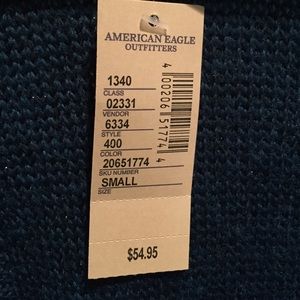 AMERICAN EAGLE
OUTFITTERS
1340
CLASS
02331
VENDOR
6334
STYLE
400
COLOR
20651774
SKU NUMBER
SMALL
SIZE
4 00206 51774 4
$54.95